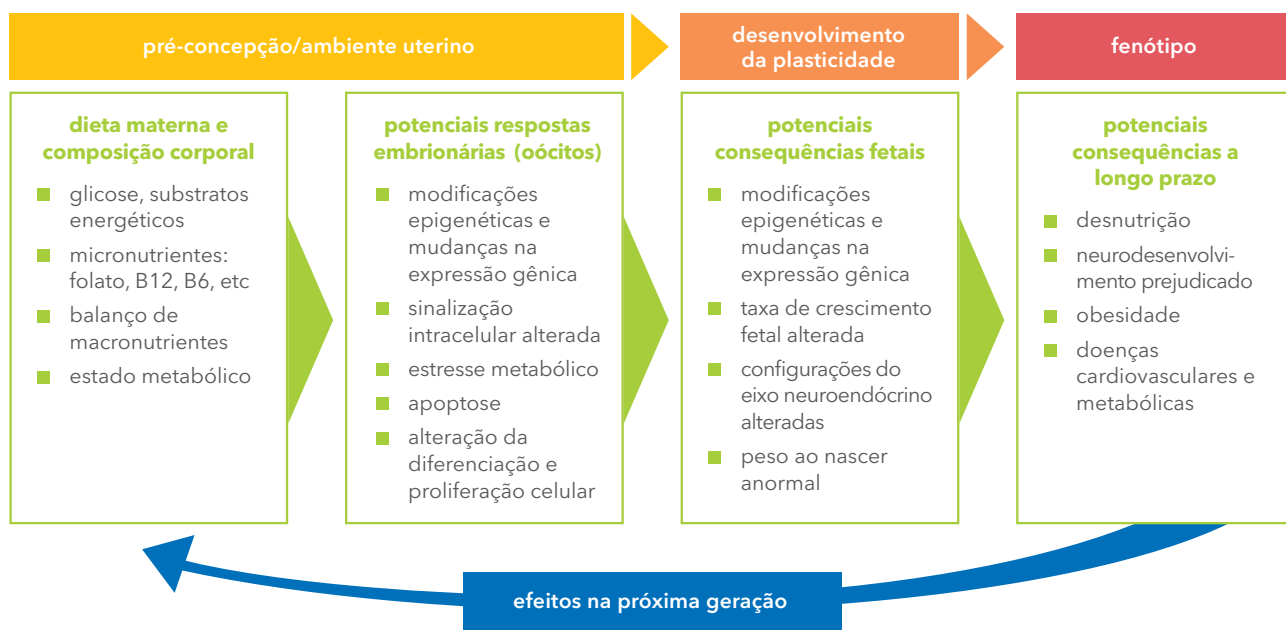 pré-concepção/ambiente uterino
desenvolvimento
da plasticidade
fenótipo
dieta materna e
composição corporal
glicose, substratos
energéticos
micronutrientes:
folato, B12, B6, etc
balanço de
macronutrientes
estado metabólico
potenciais respostas
embrionárias (oócitos)
modificações
epigenéticas e
mudanças na
expressão gênica
sinalização
intracelular alterada
estresse metabólico
apoptose
alteração da
diferenciação e
proliferação celular
potenciais
consequências fetais
modificações
epigenéticas e
mudanças na
expressão gênica
taxa de crescimento
fetal alterada
configurações do
eixo neuroendócrino
alteradas
peso ao nascer
anormal
potenciais
consequências a
longo prazo
desnutrição
neurodesenvolvi-
mento prejudicado
obesidade
doenças
cardiovasculares e
metabólicas
efeitos na próxima geração